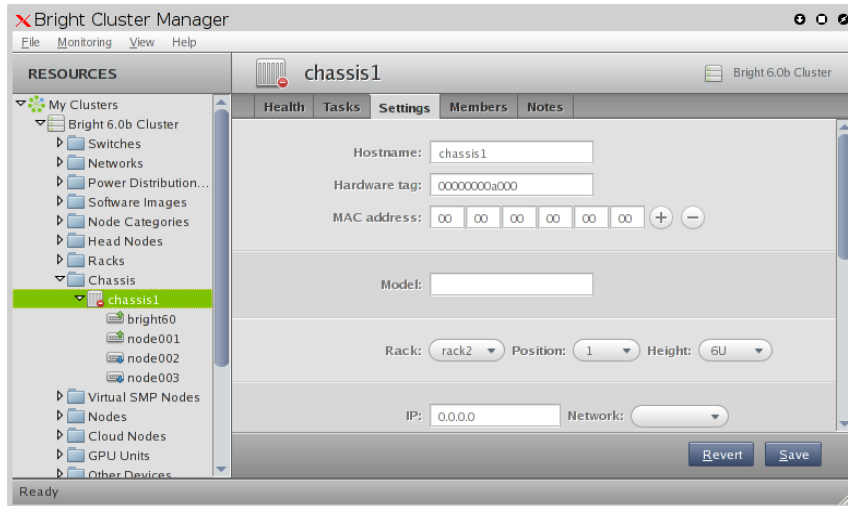 Bright Cluster Manager
File Monitoring View Help
RESOURCES
chassis1
Bright 6.0b Cluster
My Clusters
Bright 6.0b Cluster
Switches
Networks
Power Distribution...
Software Images
Node Categories
Head Nodes
Racks
Chassis
chassis1
bright60
node001
node002
node003
Virtual SMP Nodes
Nodes
Cloud Nodes
GPU Units
Other Devices
Health Tasks Settings Members Notes
Hostname: chassis1
Hardware tag: 00000000a000
MAC address: 00 00 00 00 00 00 + −
Model:
Rack: rack2 Position: 1 Height: 6U
IP: 0.0.0.0 Network:
Revert Save
Ready